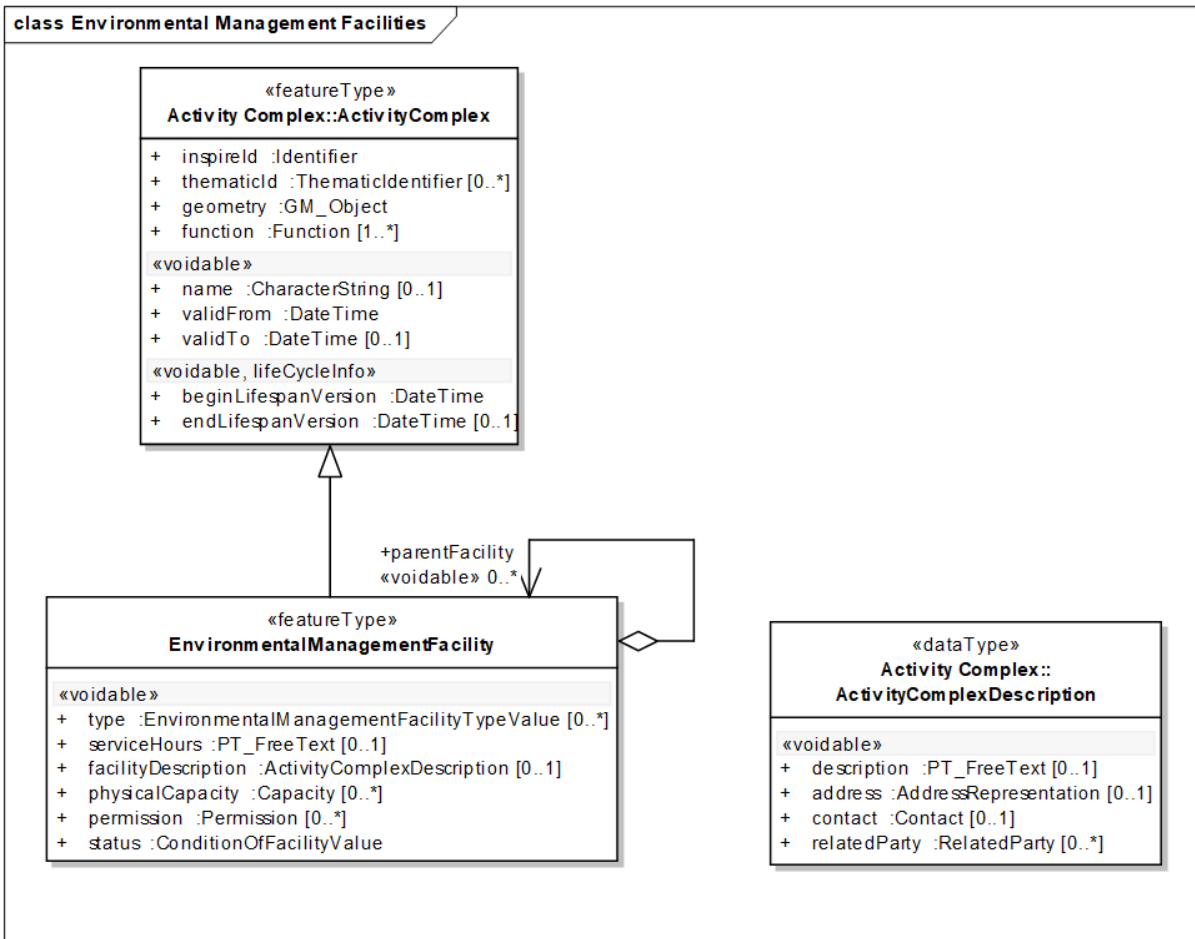 class Environmental Management Facilities
«featureType»
Activity Complex::ActivityComplex
+ inspireId :Identifier
+ thematicId :ThematicIdentifier [0..*]
+ geometry :GM_Object
+ function :Function [1..*]
«voidable»
+ name :CharacterString [0..1]
+ validFrom :DateTime
+ validTo :DateTime [0..1]
«voidable, lifeCycleInfo»
+ beginLifespanVersion :DateTime
+ endLifespanVersion :DateTime [0..1]
+parentFacility
«voidable» 0..*
«featureType»
EnvironmentalManagementFacility
«voidable»
+ type :EnvironmentalManagementFacilityTypeValue [0..*]
+ serviceHours :PT_FreeText [0..1]
+ facilityDescription :ActivityComplexDescription [0..1]
+ physicalCapacity :Capacity [0..*]
+ permission :Permission [0..*]
+ status :ConditionOfFacilityValue
«dataType»
Activity Complex::
ActivityComplexDescription
«voidable»
+ description :PT_FreeText [0..1]
+ address :AddressRepresentation [0..1]
+ contact :Contact [0..1]
+ relatedParty :RelatedParty [0..*]